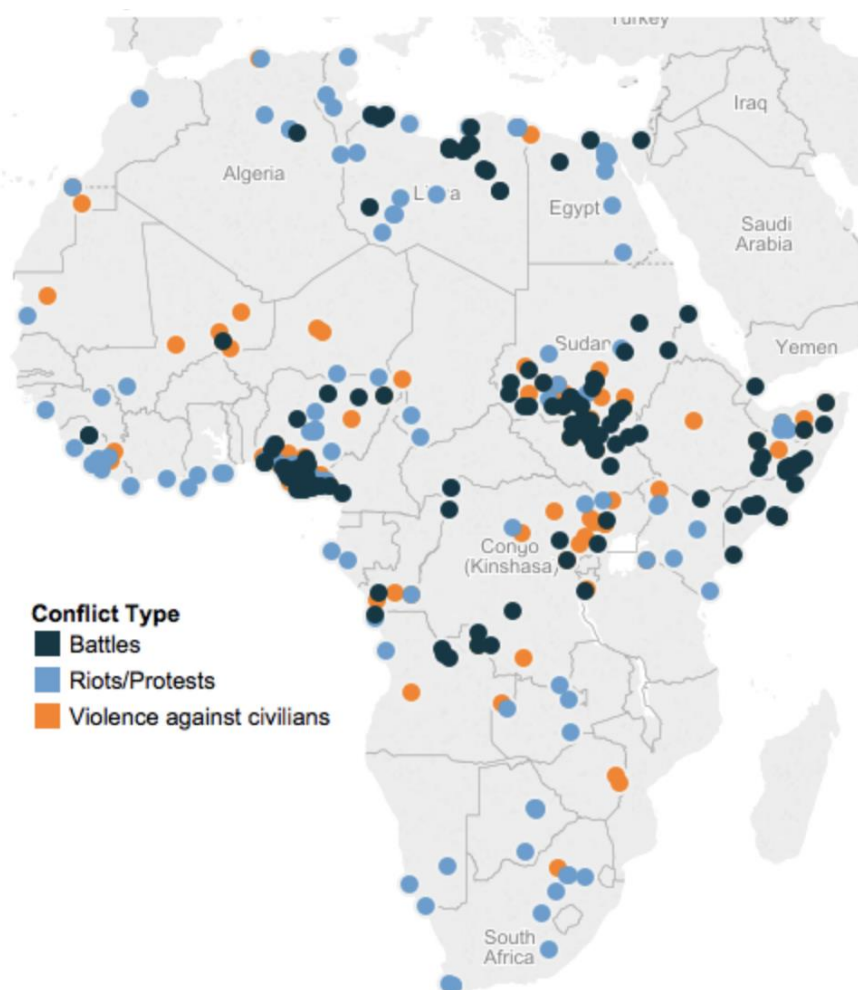 Turkey
Iraq
Algeria
Egypt
Saudi
Arabia
Sudan
Yemen
Congo
(Kinshasa)
Conflict Type
Battles
Riots/Protests
Violence against civilians
South
Africa